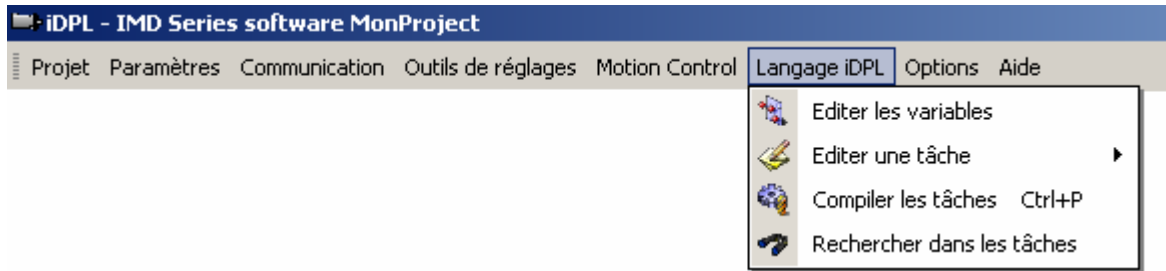 iDPL - IMD Series software MonProject
Projet Paramètres Communication Outils de réglages Motion Control Langage iDPL Options Aide
Editer les variables
Editer une tâche
Compiler les tâches Ctrl+P
Rechercher dans les tâches